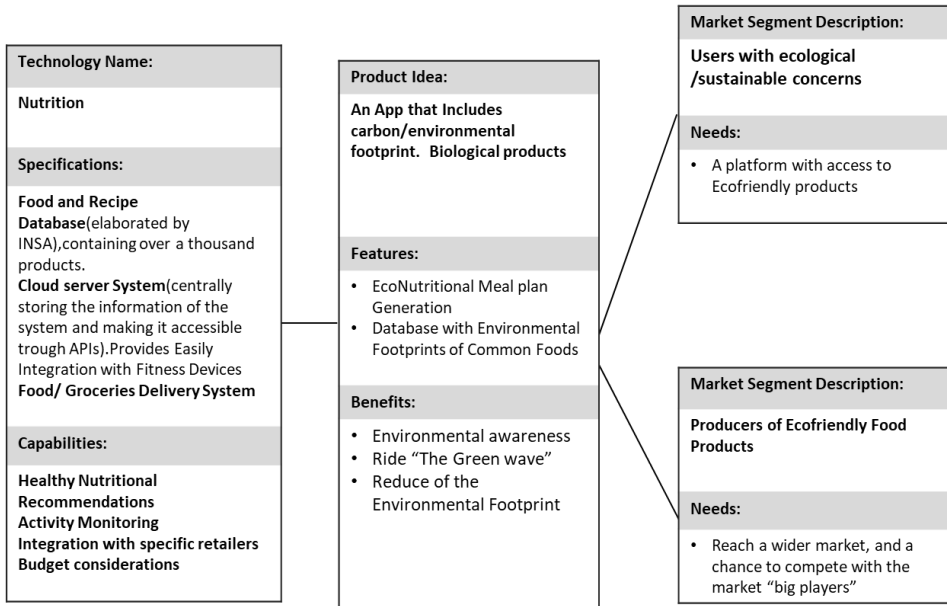 Technology Name:
Nutrition
Specifications:
Food and Recipe
Database(elaborated by
INSA),containing over a thousand
products.
Cloud server System(centrally
storing the information of the
system and making it accessible
trough APIs).Provides Easily
Integration with Fitness Devices
Food/ Groceries Delivery System
Capabilities:
Healthy Nutritional
Recommendations
Activity Monitoring
Integration with specific retailers
Budget considerations
Product Idea:
An App that Includes
carbon/environmental
footprint. Biological products
Features:
• EcoNutritional Meal plan
Generation
• Database with Environmental
Footprints of Common Foods
Benefits:
• Environmental awareness
• Ride “The Green wave”
• Reduce of the
Environmental Footprint
Market Segment Description:
Users with ecological
/sustainable concerns
Needs:
• A platform with access to
Ecofriendly products
Market Segment Description:
Producers of Ecofriendly Food
Products
Needs:
• Reach a wider market, and a
chance to compete with the
market “big players”